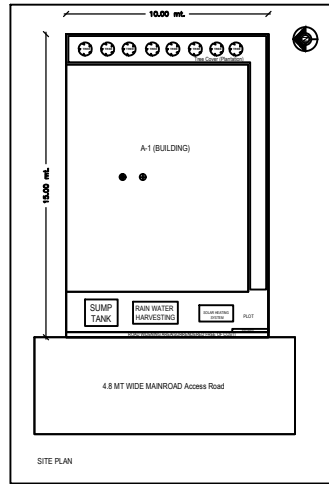 10.00 mt.
Tree Cover (Plantation)
15.00 mt.
A-1 (BUILDING)
SUMP
TANK
RAIN WATER
HARVESTING
SOLAR HEATING
SYSTEM
PLOT
4.8 MT WIDE MAINROAD Access Road
SITE PLAN